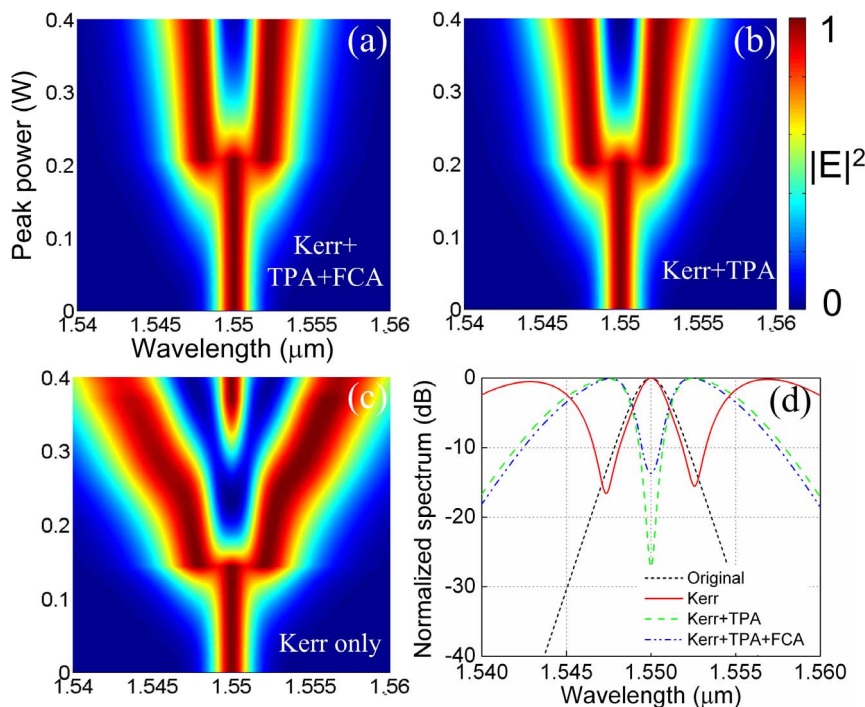 0.4
0.3
0.2
0.1
0
Peak power (W)
(a)
Kerr+
TPA+FCA
1.54 1.545 1.55 1.555 1.56
Wavelength (μm)
0.4
0.3
0.2
0.1
0
(b)
Kerr+TPA
1.54 1.545 1.55 1.555 1.56
1
|E|²
0
0.4
0.3
0.2
0.1
0
(c)
Kerr only
1.54 1.545 1.55 1.555 1.56
0
-10
-20
-30
-40
Normalized spectrum (dB)
(d)
Original
Kerr
Kerr+TPA
Kerr+TPA+FCA
1.540 1.545 1.550 1.555 1.560
Wavelength (μm)